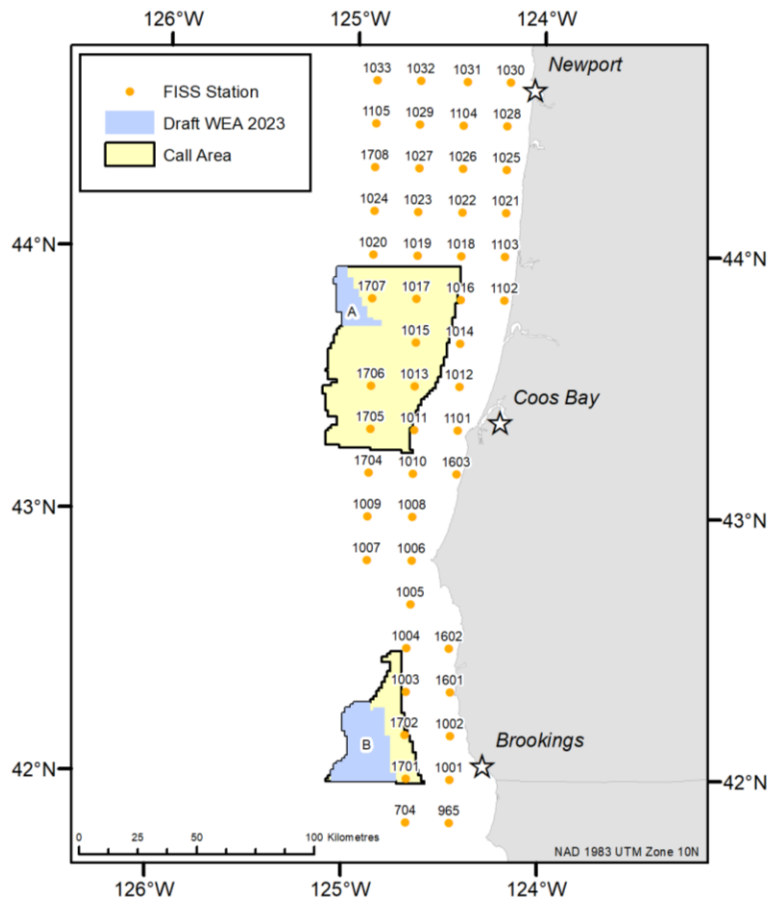 126°W 125°W 124°W
FISS Station
Draft WEA 2023
Call Area
Newport
1033 1032 1031 1030
1105 1029 1104 1028
1708 1027 1026 1025
1024 1023 1022 1021
44°N 44°N
1020 1019 1018 1103
1707 1017 1016 1102
A
1015 1014
1706 1013 1012
Coos Bay
1705 1011 1101
1704 1010 1603
43°N 43°N
1009 1008
1007 1006
1005
1004 1602
1003 1601
1702 1002
B
Brookings
1701 1001
42°N 42°N
704 965
0 25 50 100 Kilometres
NAD 1983 UTM Zone 10N
126°W 125°W 124°W